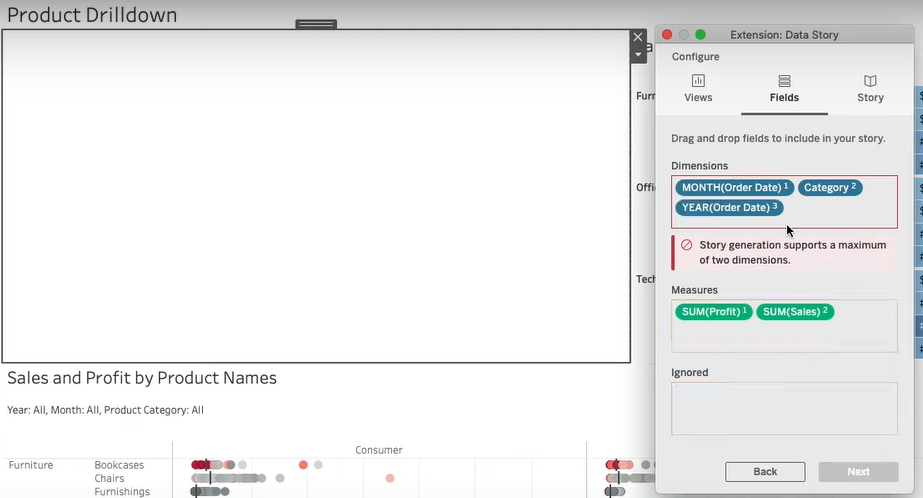 Product Drilldown
Extension: Data Story
Configure
Views
Fields
Story
Drag and drop fields to include in your story.
Dimensions
MONTH(Order Date) 1
Category 2
YEAR(Order Date) 3
Story generation supports a maximum
of two dimensions.
Measures
SUM(Profit) 1
SUM(Sales) 2
Ignored
Back
Next
Furr
Offi
Tech
Sales and Profit by Product Names
Year: All, Month: All, Product Category: All
Consumer
Furniture
Bookcases
Chairs
Furnishings